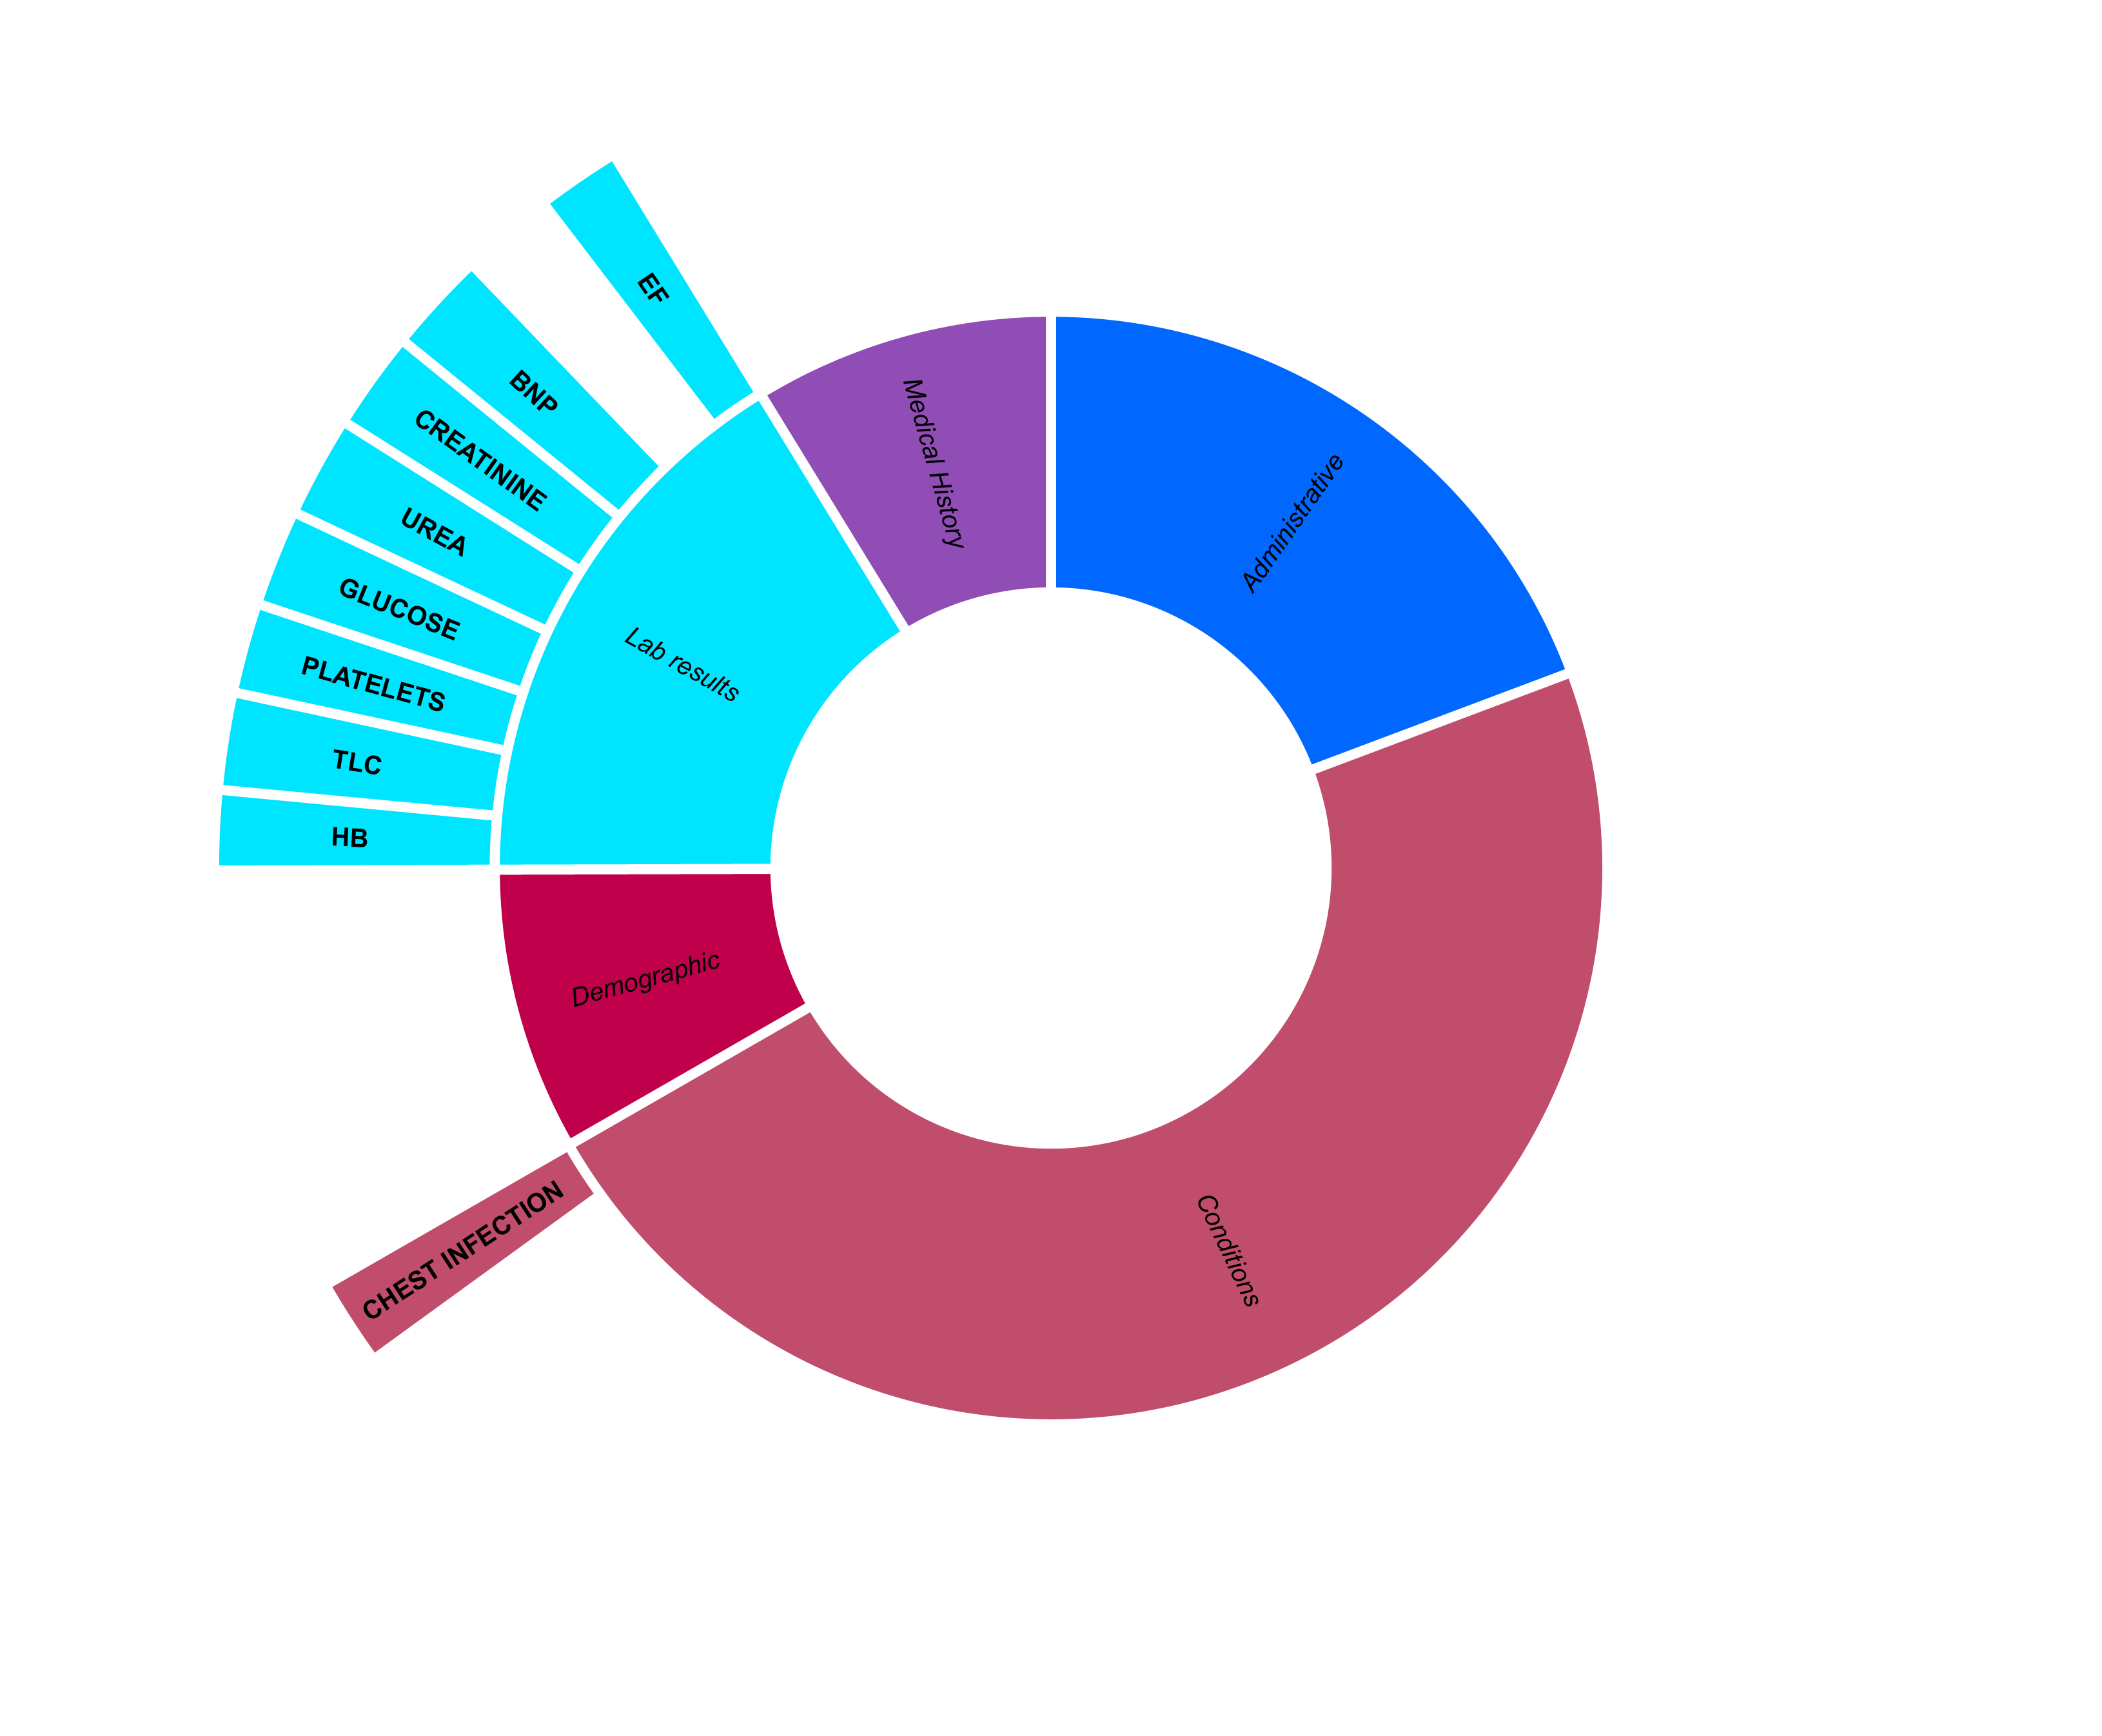 EF
BNP
CREATININE
UREA
GLUCOSE
PLATELETS
TLC
HB
Medical History
Administrative
Lab results
Demographic
CHEST INFECTION
Conditions